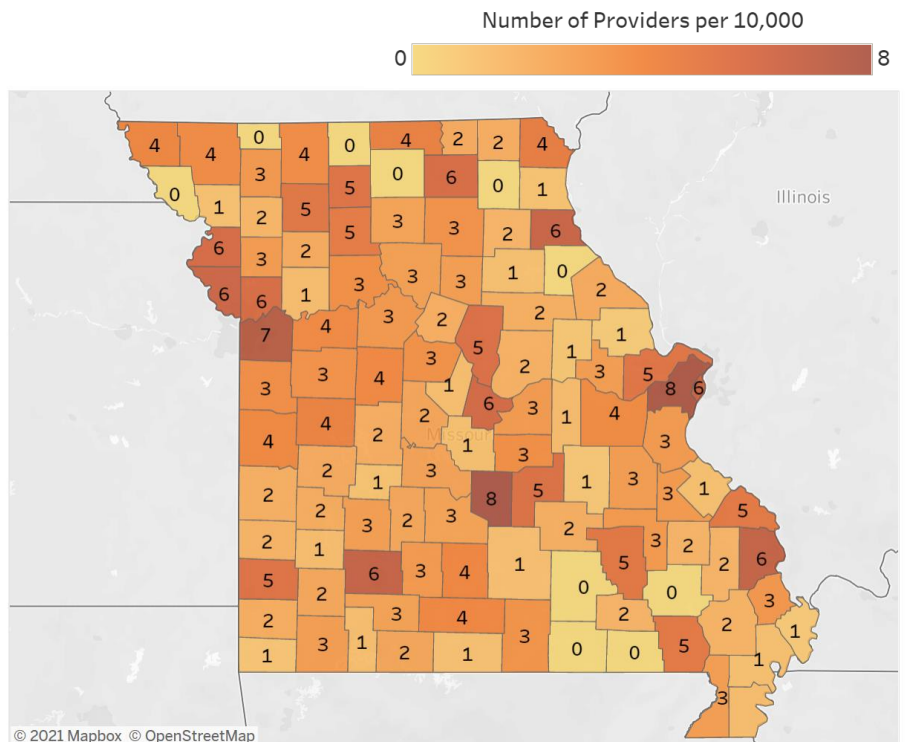 Number of Providers per 10,000
0 8
4 4 0 4 0 4 2 2 4
3 5 0 6 0 1
0 1 2 5 Illinois
5 3 3 2 6
6 3 2
6 6 1 3 3 3 1 0 2
7 4 3 2 5 2 1 1
3 3 4 3 1 2 3 5 8 6
4 4 2 2 6 3 1 4
Missouri
1 3 3
2 2 1 3 8 5 1 3 3 1
2 3 2 3 2 5
2 1 5 3 2 6
5 2 6 3 4 1 0 0 2
2 3 4 2 3
1 3 1 2 1 3 0 0 5 2 1
1
3
© 2021 Mapbox © OpenStreetMap